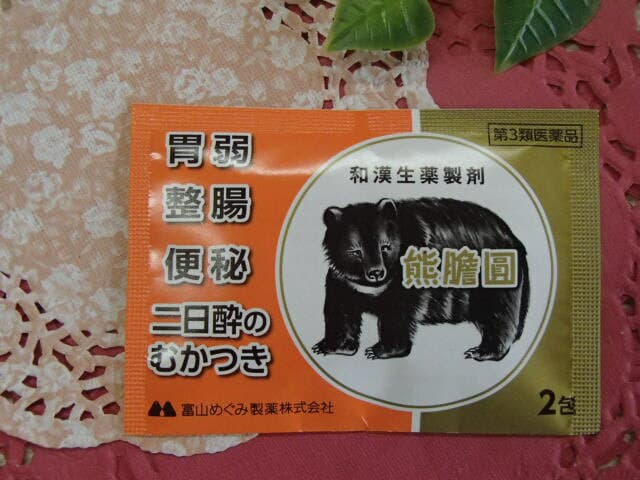 胃弱
整腸
便秘
二日酔の
むかつき
富山めぐみ製薬株式会社
第3類医薬品
和漢生薬製剤
熊膽圓
2包